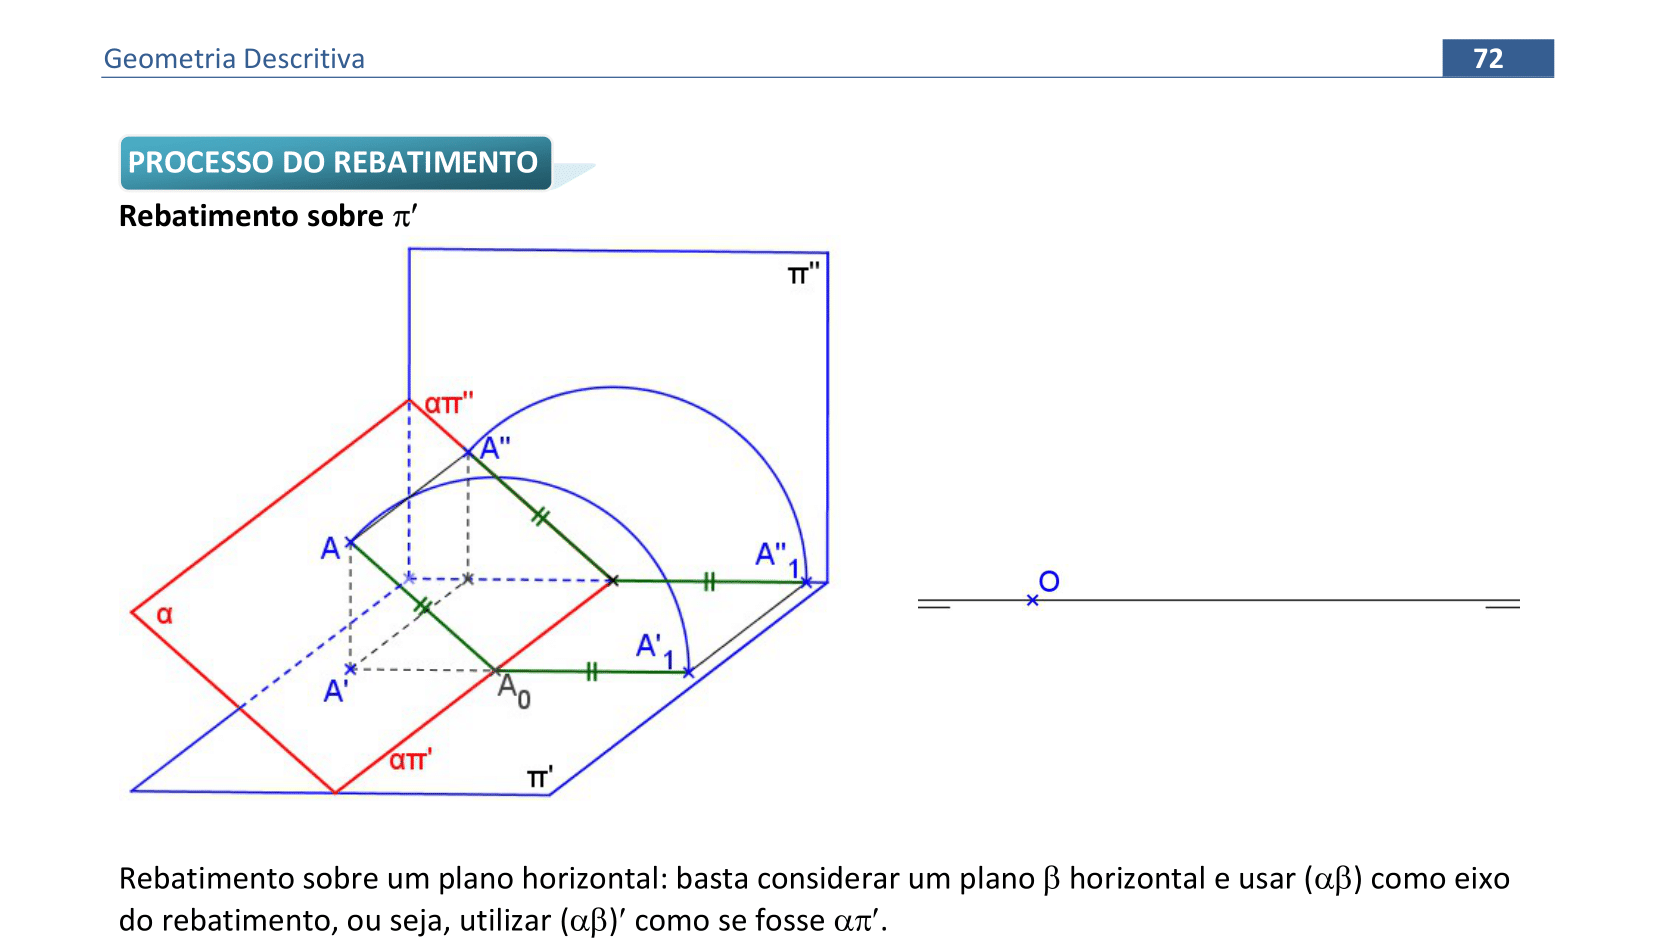 Geometria Descritiva
72
PROCESSO DO REBATIMENTO
Rebatimento sobre π′
π"
απ"
A"
A
A"1
α
O
A'1
A'
A0
απ'
π'
Rebatimento sobre um plano horizontal: basta considerar um plano β horizontal e usar (αβ) como eixo
do rebatimento, ou seja, utilizar (αβ)′ como se fosse απ′.